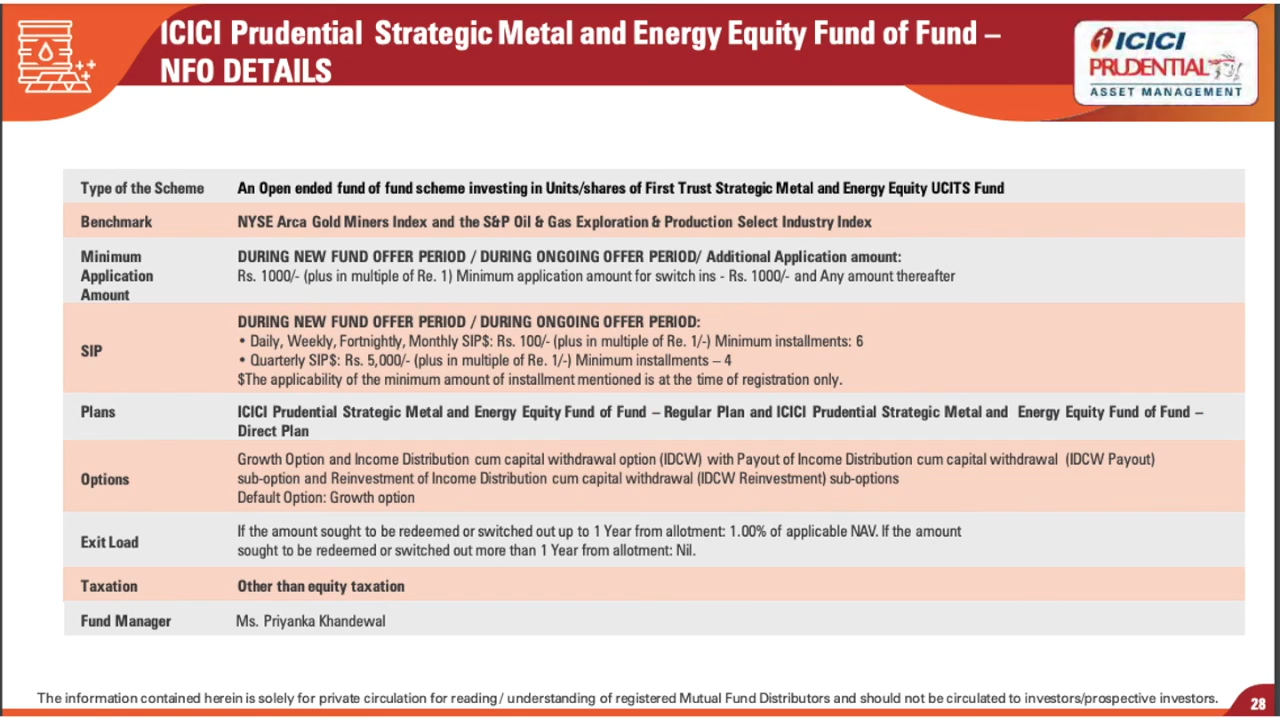 ICICI Prudential Strategic Metal and Energy Equity Fund of Fund –
NFO DETAILS
ICICI
PRUDENTIAL
ASSET MANAGEMENT
Type of the Scheme
An Open ended fund of fund scheme investing in Units/shares of First Trust Strategic Metal and Energy Equity UCITS Fund
Benchmark
NYSE Arca Gold Miners Index and the S&P Oil & Gas Exploration & Production Select Industry Index
Minimum
Application
Amount
DURING NEW FUND OFFER PERIOD / DURING ONGOING OFFER PERIOD/ Additional Application amount:
Rs. 1000/- (plus in multiple of Re. 1) Minimum application amount for switch ins - Rs. 1000/- and Any amount thereafter
SIP
DURING NEW FUND OFFER PERIOD / DURING ONGOING OFFER PERIOD:
• Daily, Weekly, Fortnightly, Monthly SIP$: Rs. 100/- (plus in multiple of Re. 1/-) Minimum installments: 6
• Quarterly SIP$: Rs. 5,000/- (plus in multiple of Re. 1/-) Minimum installments – 4
$The applicability of the minimum amount of installment mentioned is at the time of registration only.
Plans
ICICI Prudential Strategic Metal and Energy Equity Fund of Fund – Regular Plan and ICICI Prudential Strategic Metal and Energy Equity Fund of Fund –
Direct Plan
Options
Growth Option and Income Distribution cum capital withdrawal option (IDCW) with Payout of Income Distribution cum capital withdrawal (IDCW Payout)
sub-option and Reinvestment of Income Distribution cum capital withdrawal (IDCW Reinvestment) sub-options
Default Option: Growth option
Exit Load
If the amount sought to be redeemed or switched out up to 1 Year from allotment: 1.00% of applicable NAV. If the amount
sought to be redeemed or switched out more than 1 Year from allotment: Nil.
Taxation
Other than equity taxation
Fund Manager
Ms. Priyanka Khandewal
The information contained herein is solely for private circulation for reading / understanding of registered Mutual Fund Distributors and should not be circulated to investors/prospective investors.
28